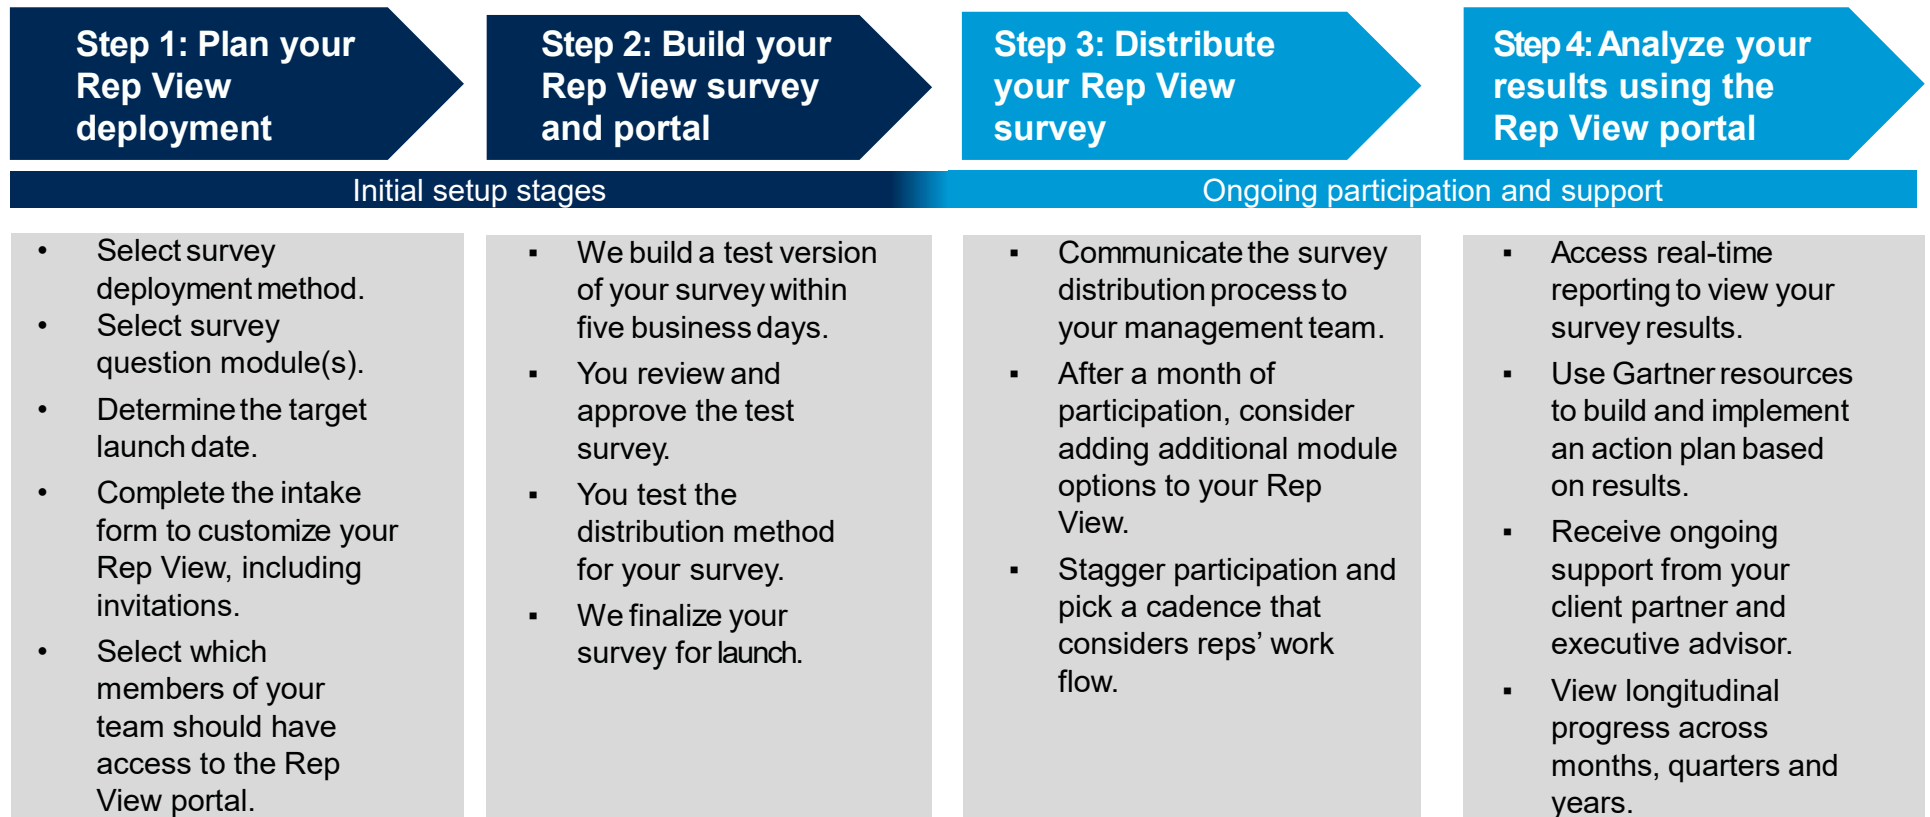 Step 1: Plan your
Rep View
deployment
Step 2: Build your
Rep View survey
and portal
Step 3: Distribute
your Rep View
survey
Step 4: Analyze your
results using the
Rep View portal
Initial setup stages
Ongoing participation and support
• Select survey
deployment method.
• Select survey
question module(s).
• Determine the target
launch date.
• Complete the intake
form to customize your
Rep View, including
invitations.
• Select which
members of your
team should have
access to the Rep
View portal.
▪ We build a test version
of your survey within
five business days.
▪ You review and
approve the test
survey.
▪ You test the
distribution method
for your survey.
▪ We finalize your
survey for launch.
▪ Communicate the survey
distribution process to
your management team.
▪ After a month of
participation, consider
adding additional module
options to your Rep
View.
▪ Stagger participation and
pick a cadence that
considers reps’ work
flow.
▪ Access real-time
reporting to view your
survey results.
▪ Use Gartner resources
to build and implement
an action plan based
on results.
▪ Receive ongoing
support from your
client partner and
executive advisor.
▪ View longitudinal
progress across
months, quarters and
years.